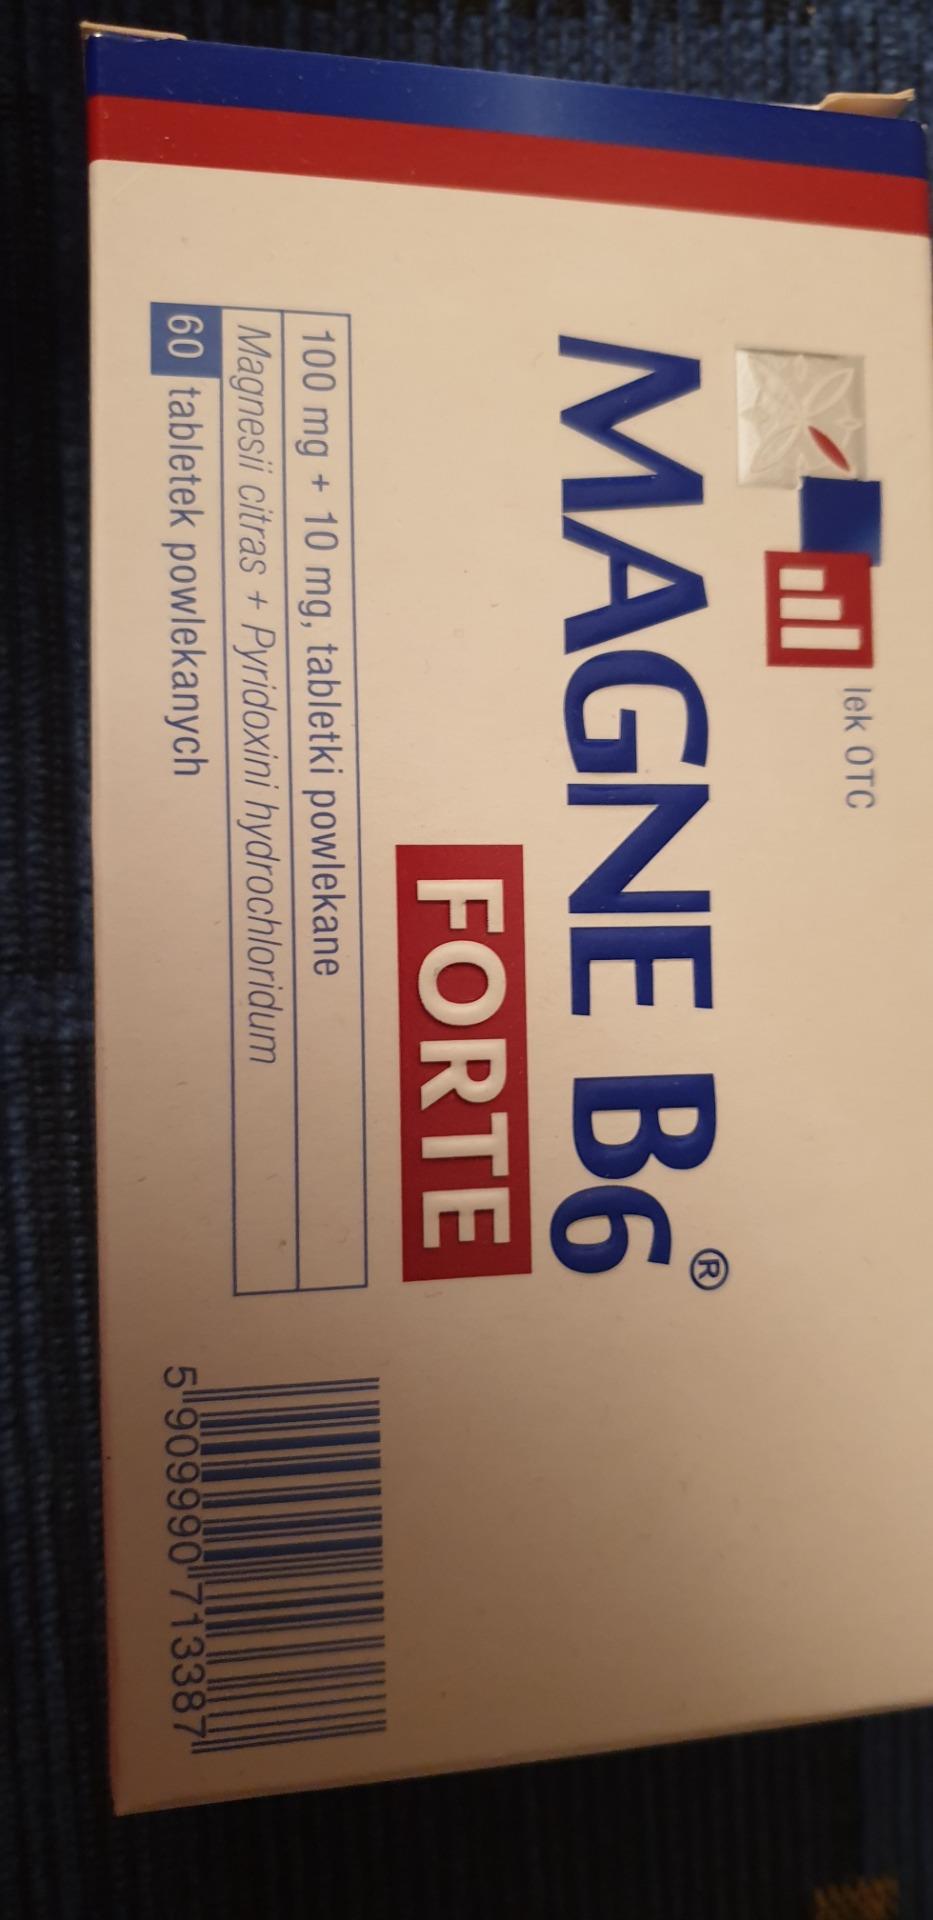 lek OTC
MAGNE B6®
FORTE
100 mg + 10 mg, tabletki powlekane
Magnesii citras + Pyridoxini hydrochloridum
60 tabletek powlekanych
5 909990 713387